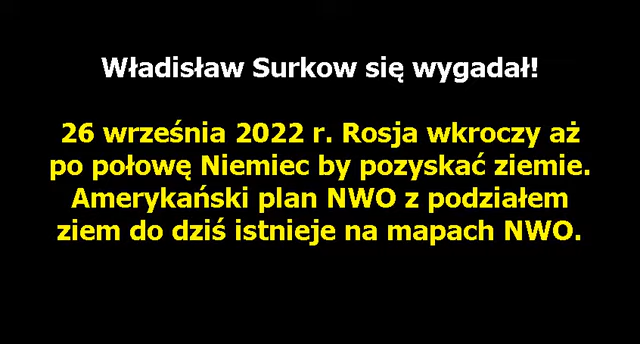 Władisław Surkow się wygadał!
26 września 2022 r. Rosja wkroczy aż
po połowę Niemiec by pozyskać ziemie.
Amerykański plan NWO z podziałem
ziem do dziś istnieje na mapach NWO.